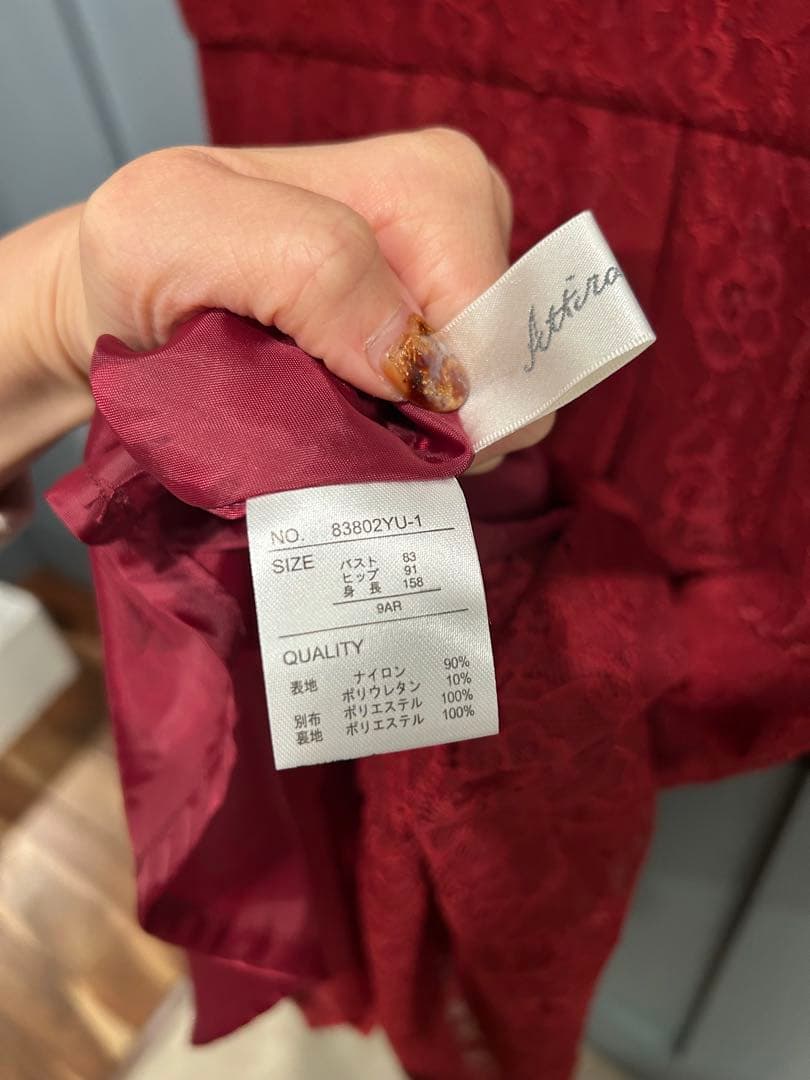 NO. 83802YU-1
SIZE バスト 83
ヒップ 91
身長 158
9AR
QUALITY
表地 ナイロン 90%
ポリウレタン 10%
別布 ポリエステル 100%
裏地 ポリエステル 100%